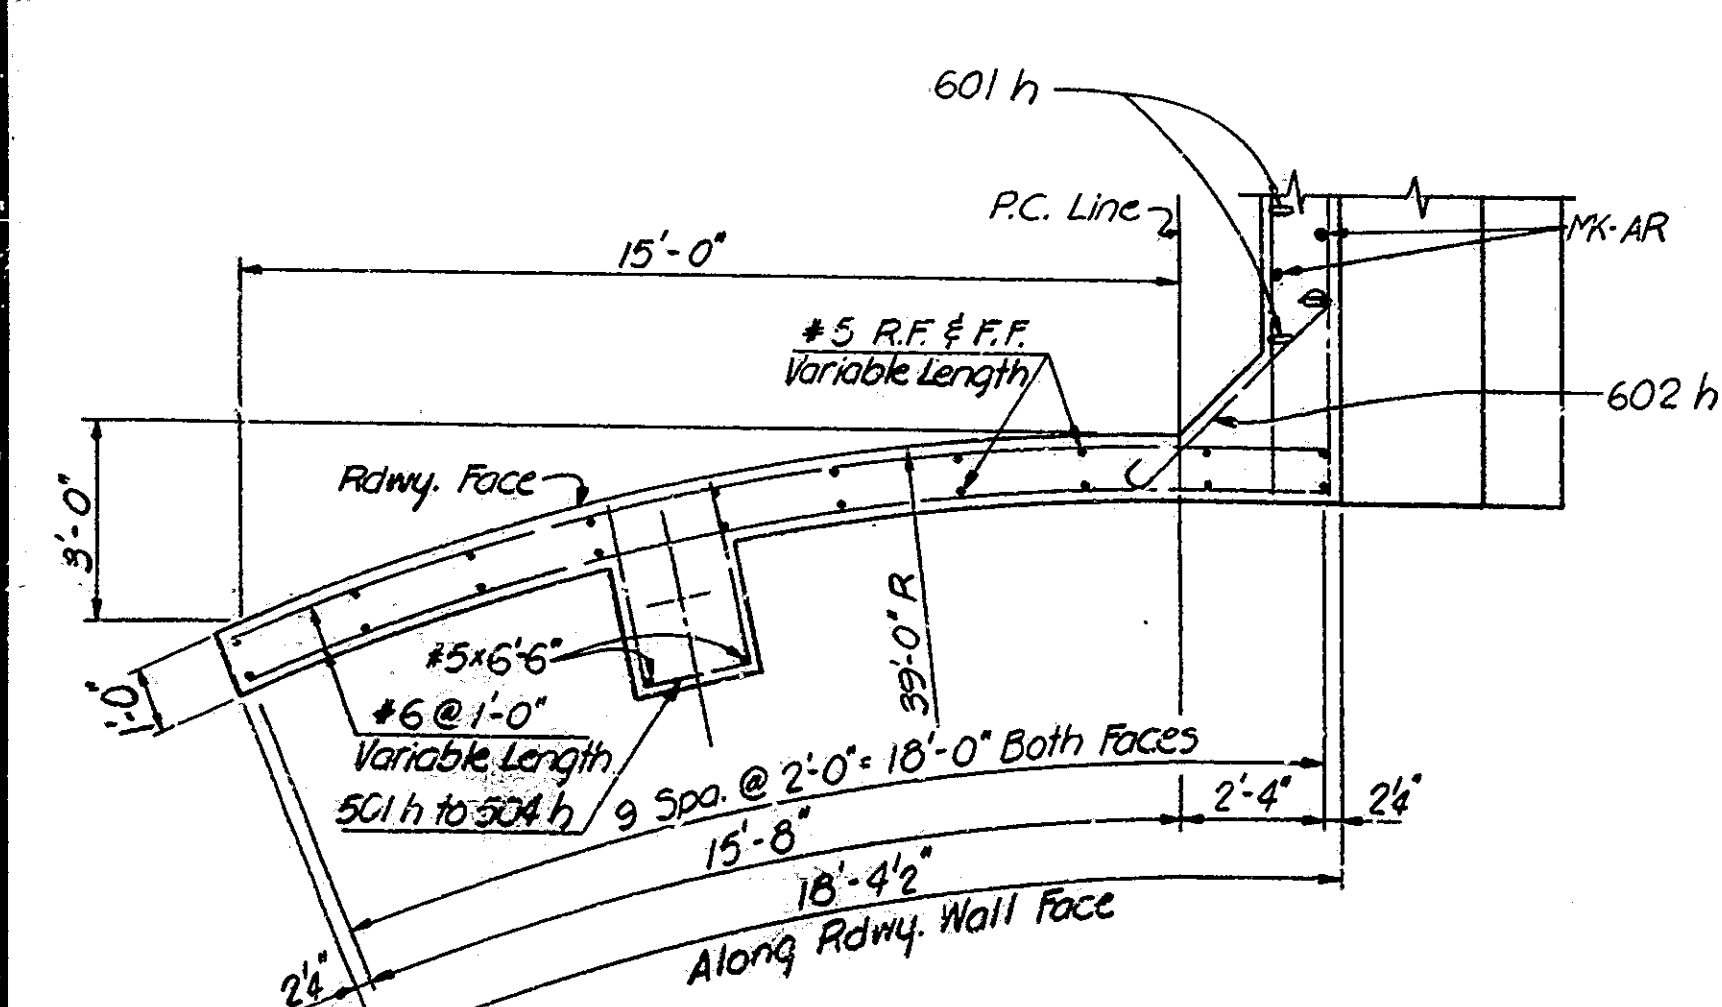 601 h
P.C. Line
MK-AR
15'-0"
#5 R.F. & F.F.
Variable Length
602 h
Rdwy. Face
3'-0"
39'-0" R
#5x6'-6"
1'-0"
#6 @ 1'-0"
Variable Length
501 h to 504 h
9 Spa. @ 2'-0" = 18'-0" Both Faces
2'-4"
2¼"
15'-8"
18'-4½"
Along Rdwy. Wall Face
2¼"